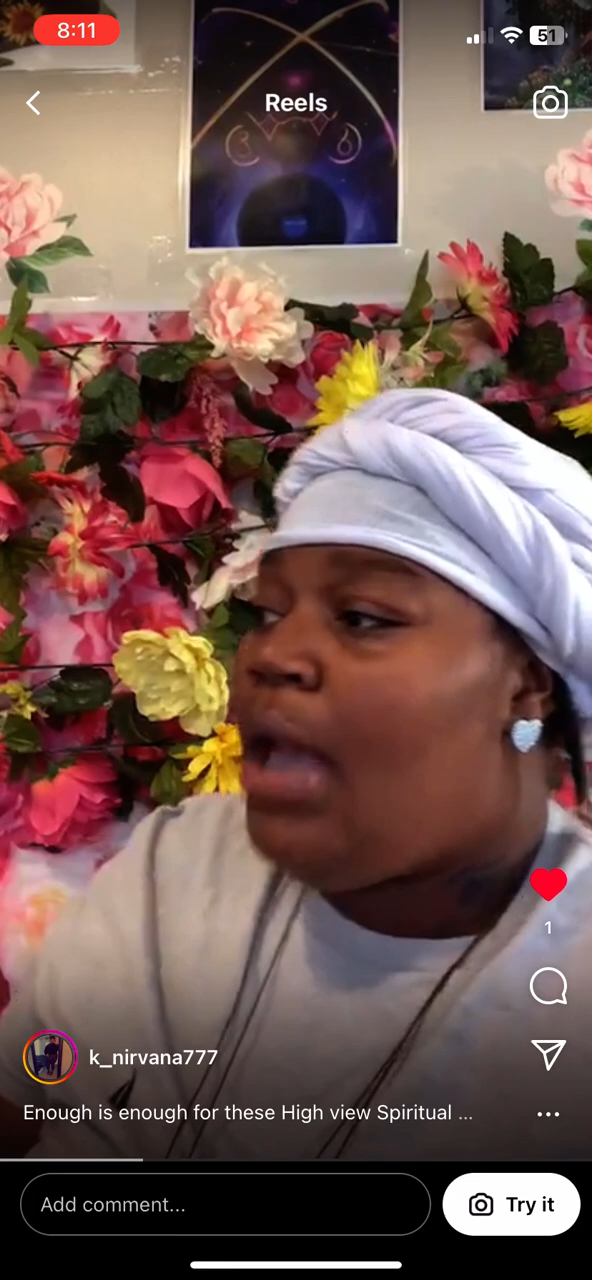 8:11
51
Reels
1
k_nirvana777
Enough is enough for these High view Spiritual ...
Add comment...
Try it